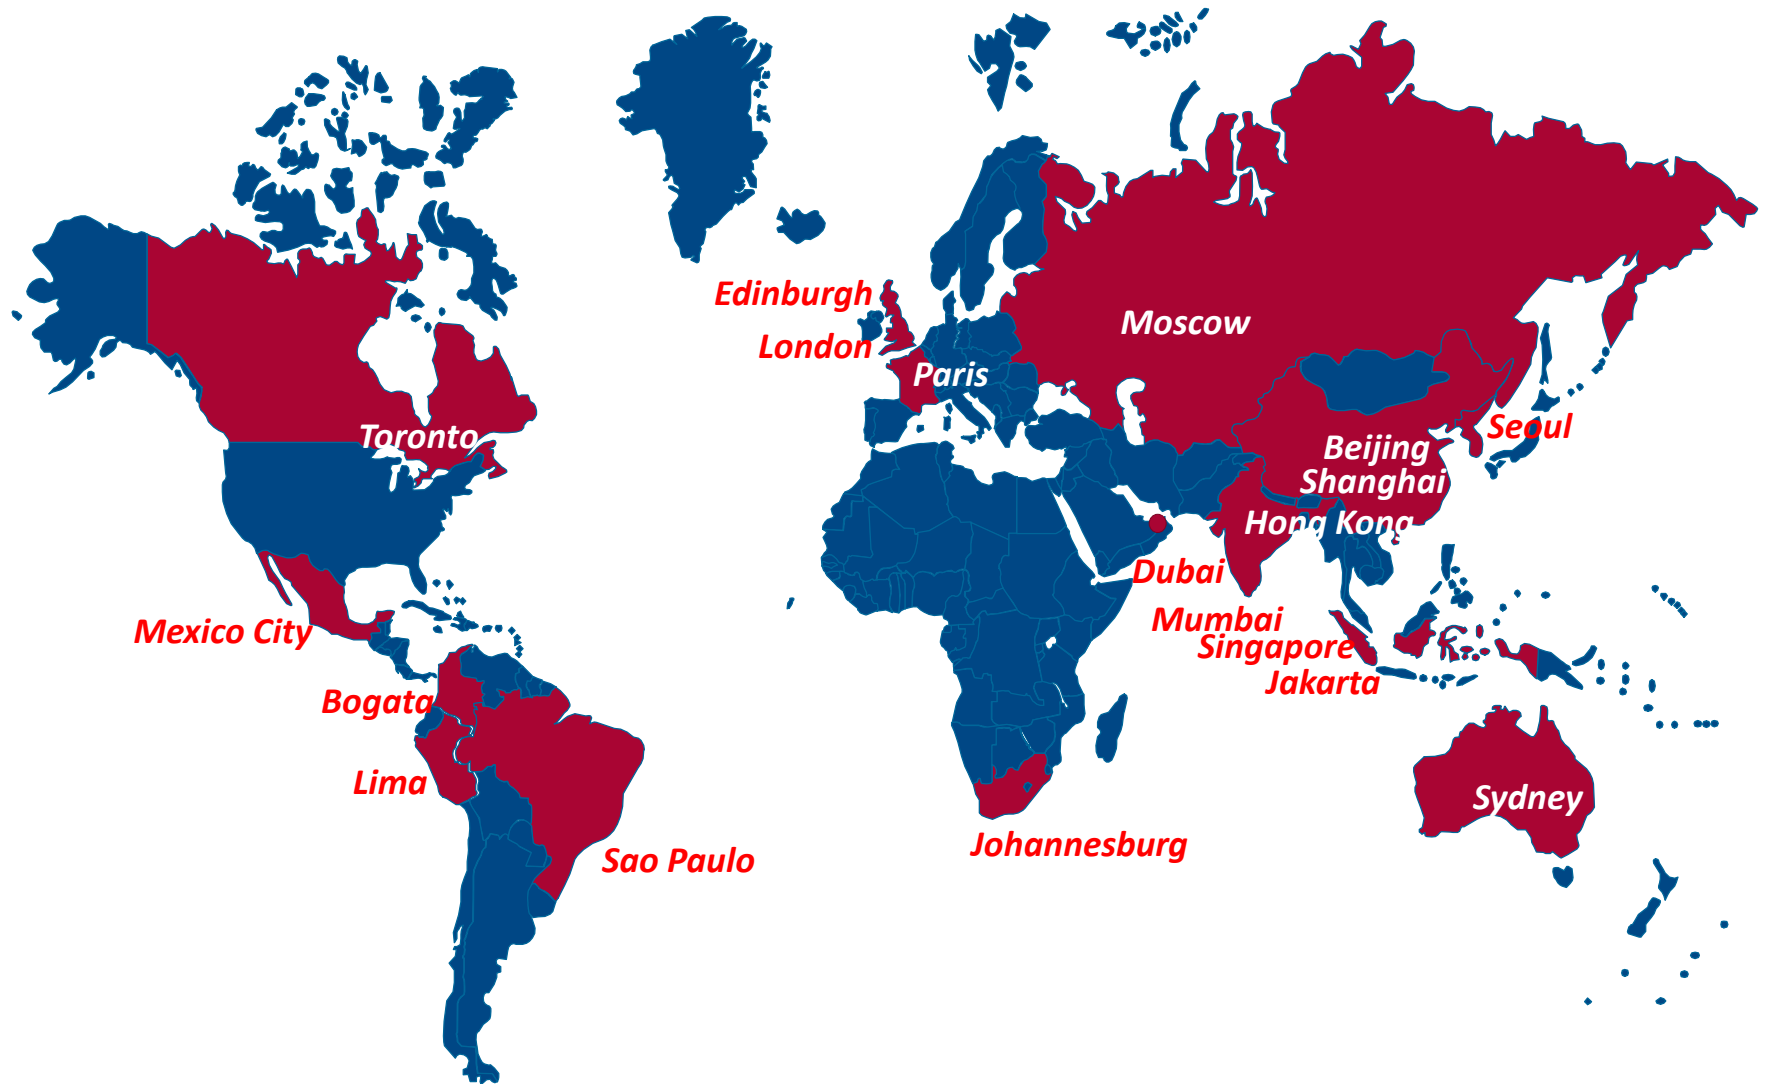 Edinburgh
London
Moscow
Paris
Toronto
Seoul
Beijing
Shanghai
Hong Kong
Dubai
Mumbai
Singapore
Jakarta
Mexico City
Bogata
Lima
Sao Paulo
Johannesburg
Sydney